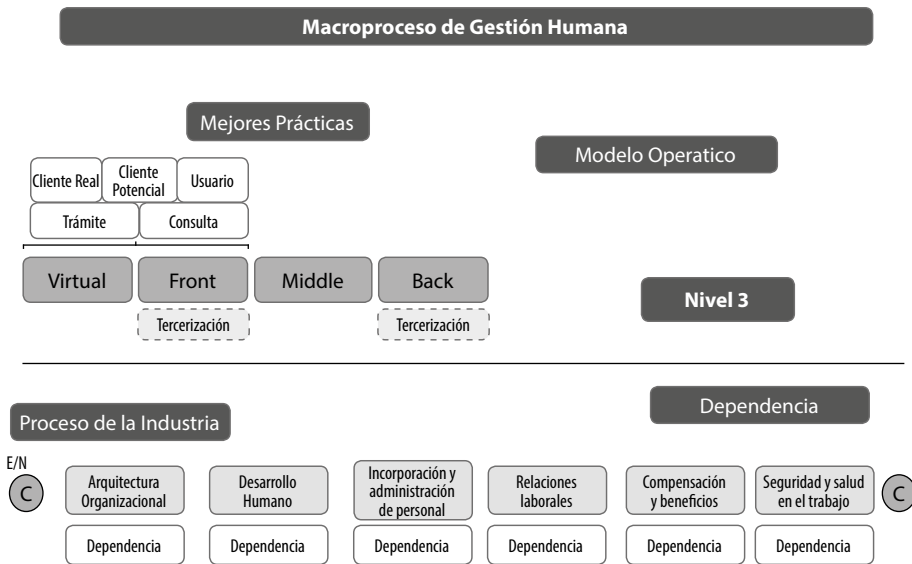 Macroproceso de Gestión Humana
Mejores Prácticas
Modelo Operatico
Cliente Real
Cliente
Potencial
Usuario
Trámite
Consulta
Virtual
Front
Middle
Back
Nivel 3
Tercerización
Tercerización
Dependencia
Proceso de la Industria
E/N
C
Arquitectura
Organizacional
Desarrollo
Humano
Incorporación y
administración
de personal
Relaciones
laborales
Compensación
y beneficios
Seguridad y salud
en el trabajo
C
Dependencia
Dependencia
Dependencia
Dependencia
Dependencia
Dependencia